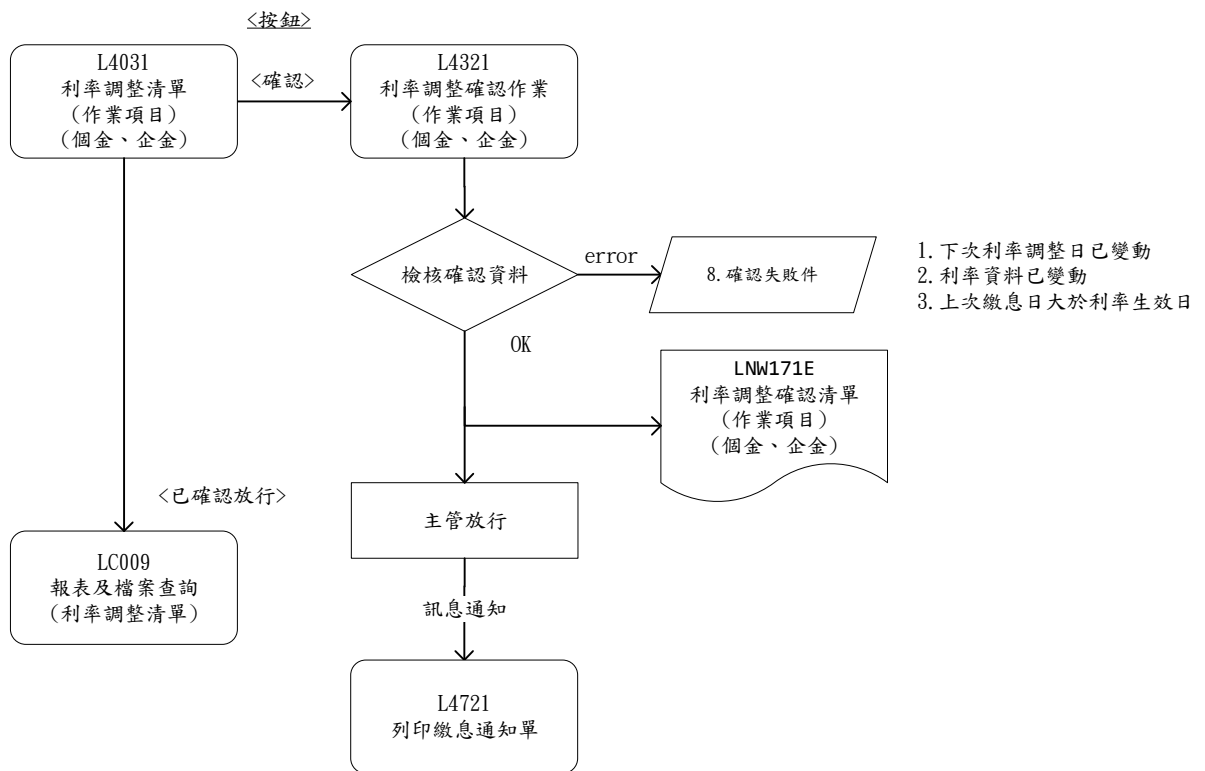 <按鈕>
L4031
利率調整清單
(作業項目)
(個金、企金)
<確認>
L4321
利率調整確認作業
(作業項目)
(個金、企金)
檢核確認資料
error
8.確認失敗件
1.下次利率調整日已變動
2.利率資料已變動
3.上次繳息日大於利率生效日
OK
LNW171E
利率調整確認清單
(作業項目)
(個金、企金)
<已確認放行>
主管放行
LC009
報表及檔案查詢
(利率調整清單)
訊息通知
L4721
列印繳息通知單